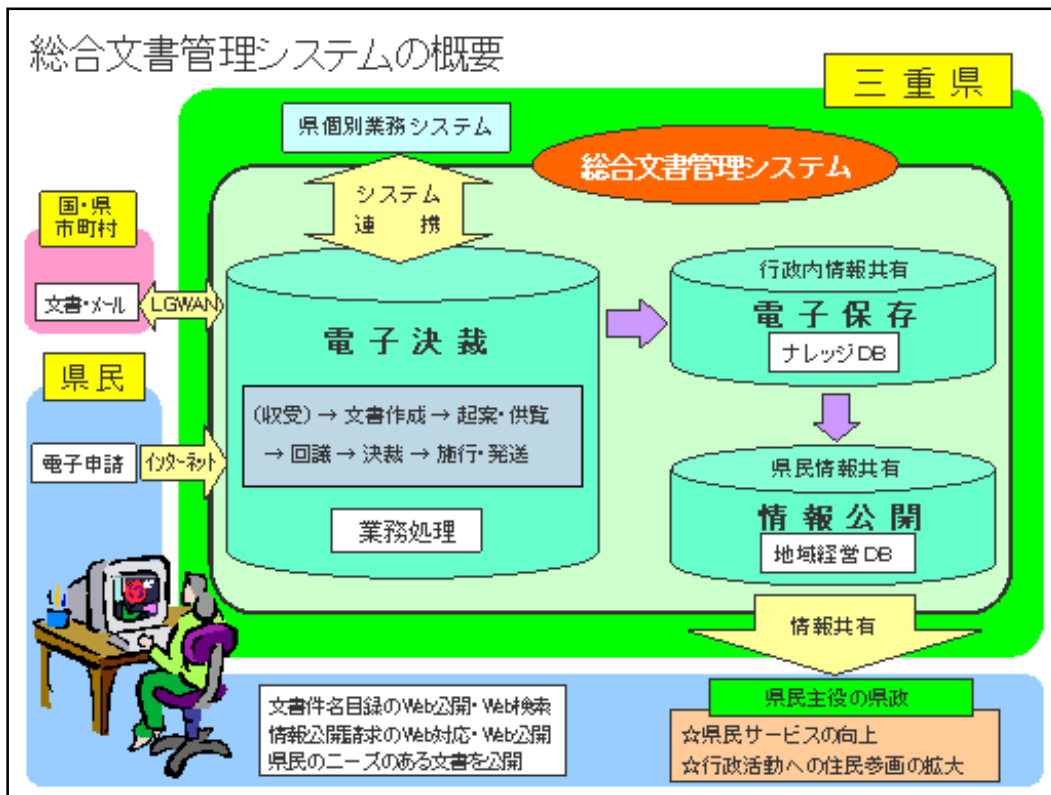 総合文書管理システムの概要
三重県
県個別業務システム
総合文書管理システム
システム
連携
国・県
市町村
文書・メール
LGWAN
県民
電子申請
インターネット
電子決裁
(収受)→文書作成→起案・供覧
→回議→決裁→施行・発送
業務処理
行政内情報共有
電子保存
ナレッジDB
県民情報共有
情報公開
地域経営DB
情報共有
文書件名目録のWeb公開・Web検索
情報公開請求のWeb対応・Web公開
県民のニーズのある文書を公開
県民主役の県政
☆県民サービスの向上
☆行政活動への住民参画の拡大